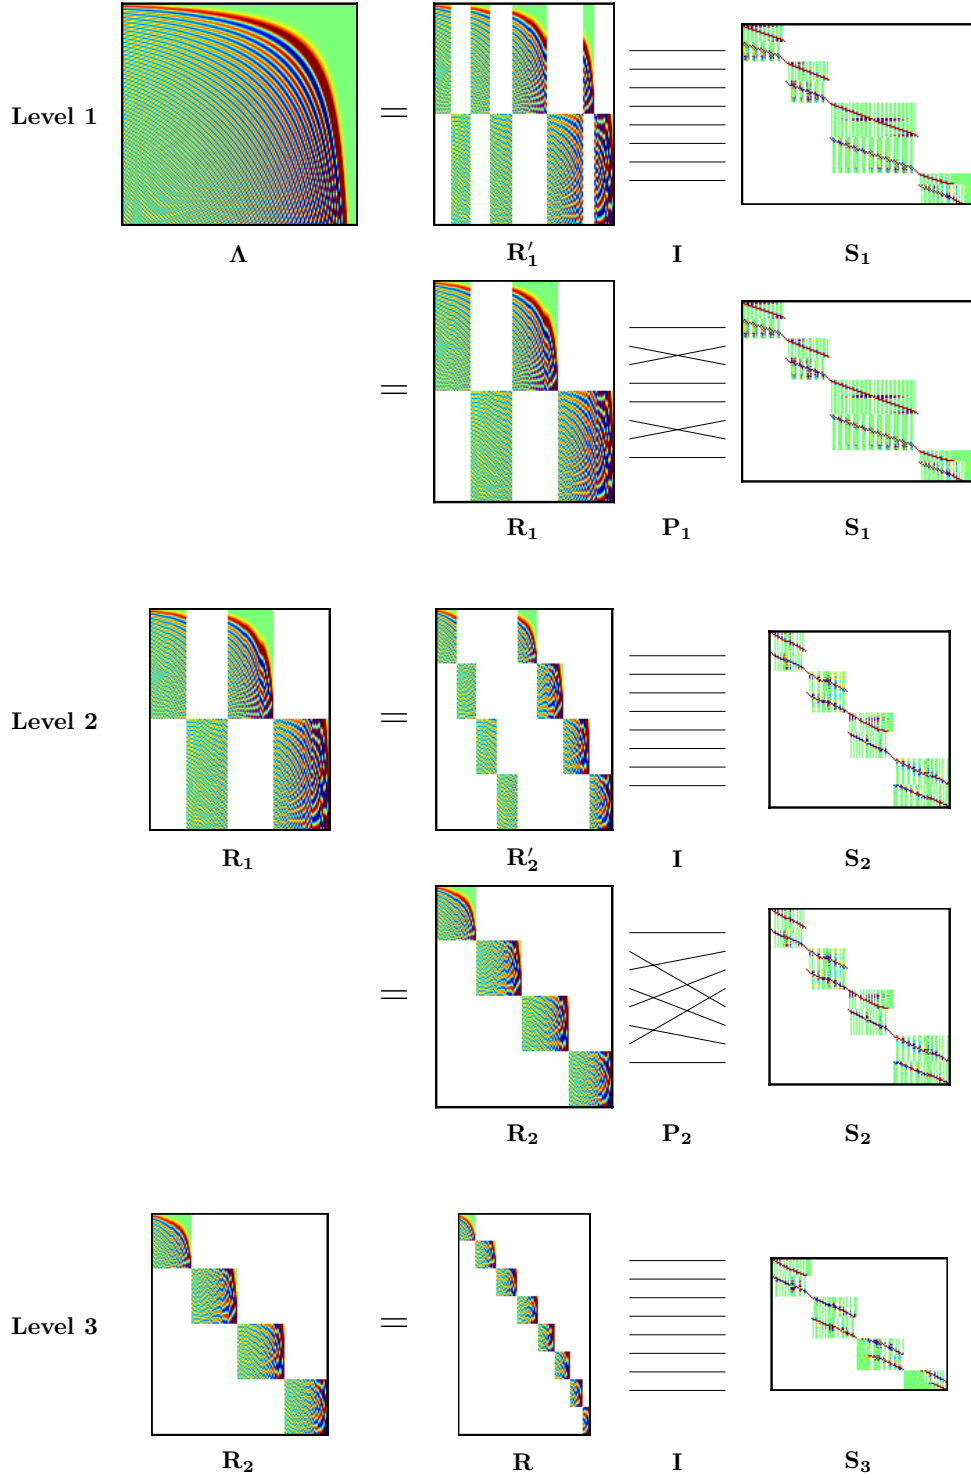 Level 1 =
Λ R′₁ I S₁
=
R₁ P₁ S₁
Level 2 =
R₁ R′₂ I S₂
=
R₂ P₂ S₂
Level 3 =
R₂ R I S₃